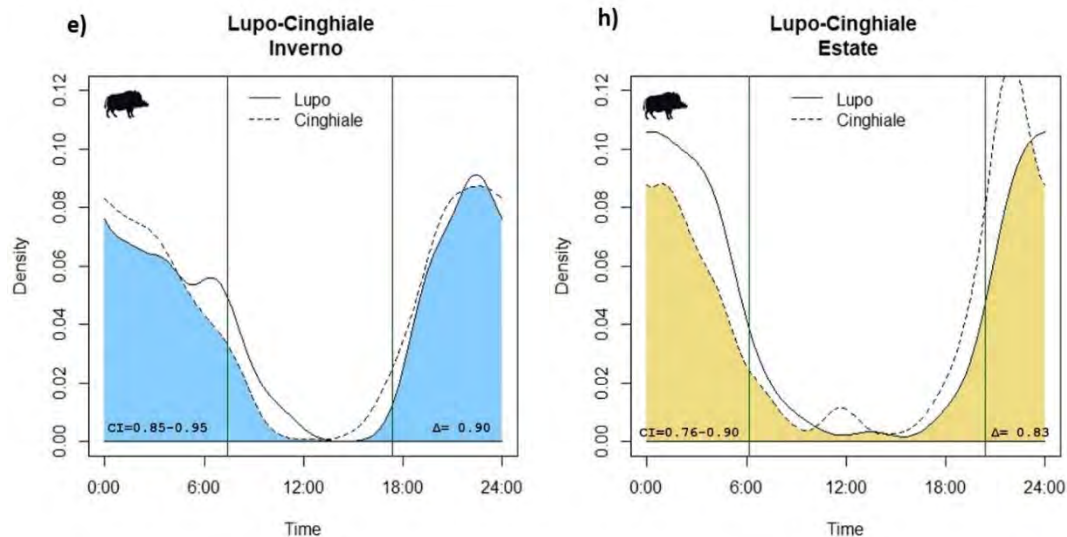 e)
Lupo-Cinghiale
Inverno
Lupo
Cinghiale
0.12
0.10
0.08
0.06
0.04
0.02
0.00
Density
CI=0.85-0.95
Δ= 0.90
0:00 6:00 12:00 18:00 24:00
Time
h)
Lupo-Cinghiale
Estate
Lupo
Cinghiale
0.12
0.10
0.08
0.06
0.04
0.02
0.00
Density
CI=0.76-0.90
Δ= 0.83
0:00 6:00 12:00 18:00 24:00
Time